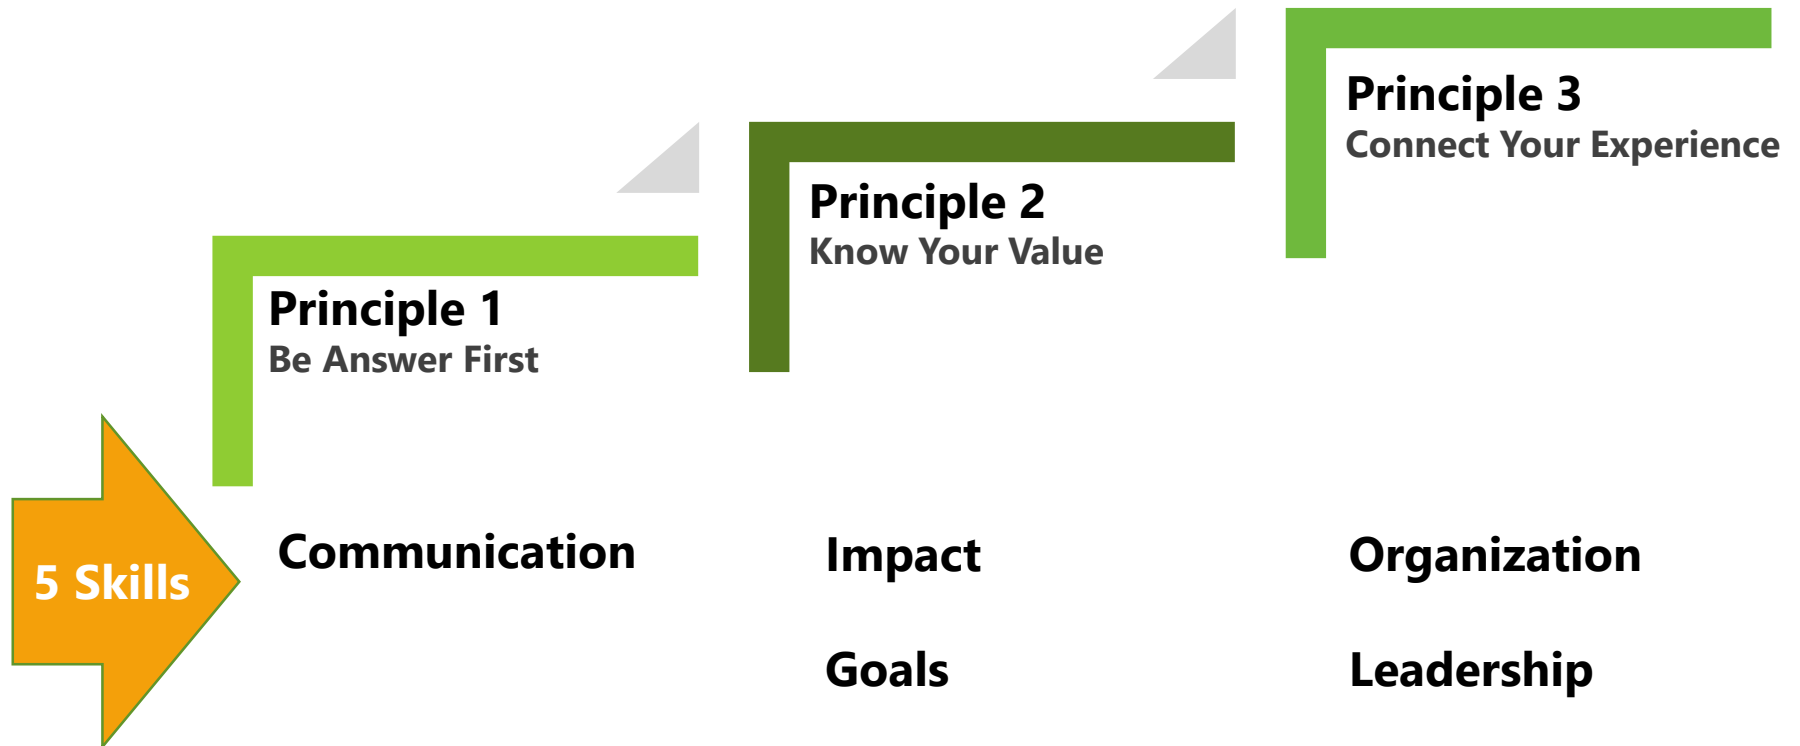 Principle 1
Be Answer First
Principle 2
Know Your Value
Principle 3
Connect Your Experience
5 Skills
Communication
Impact
Goals
Organization
Leadership